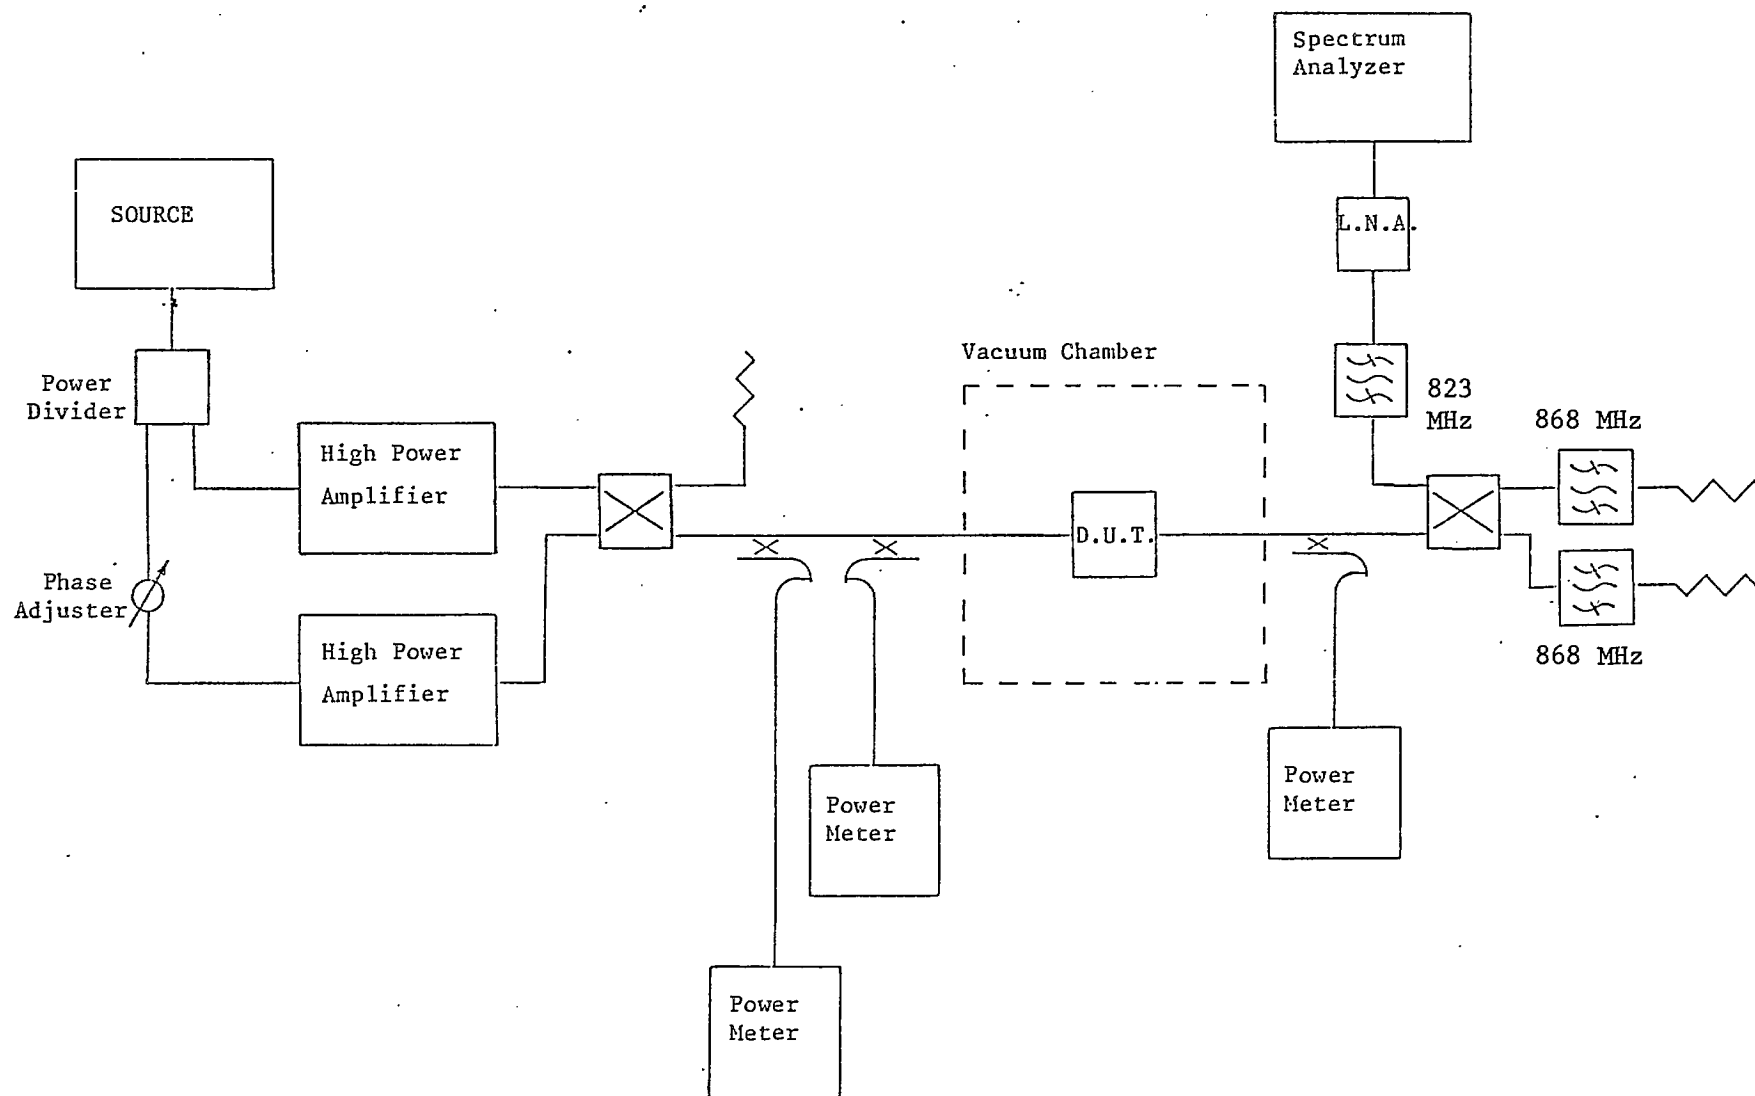 Spectrum
Analyzer
SOURCE
L.N.A.
Vacuum Chamber
Power
Divider
823
MHz
868 MHz
High Power
Amplifier
D.U.T.
Phase
Adjuster
High Power
Amplifier
868 MHz
Power
Meter
Power
Meter
Power
Meter